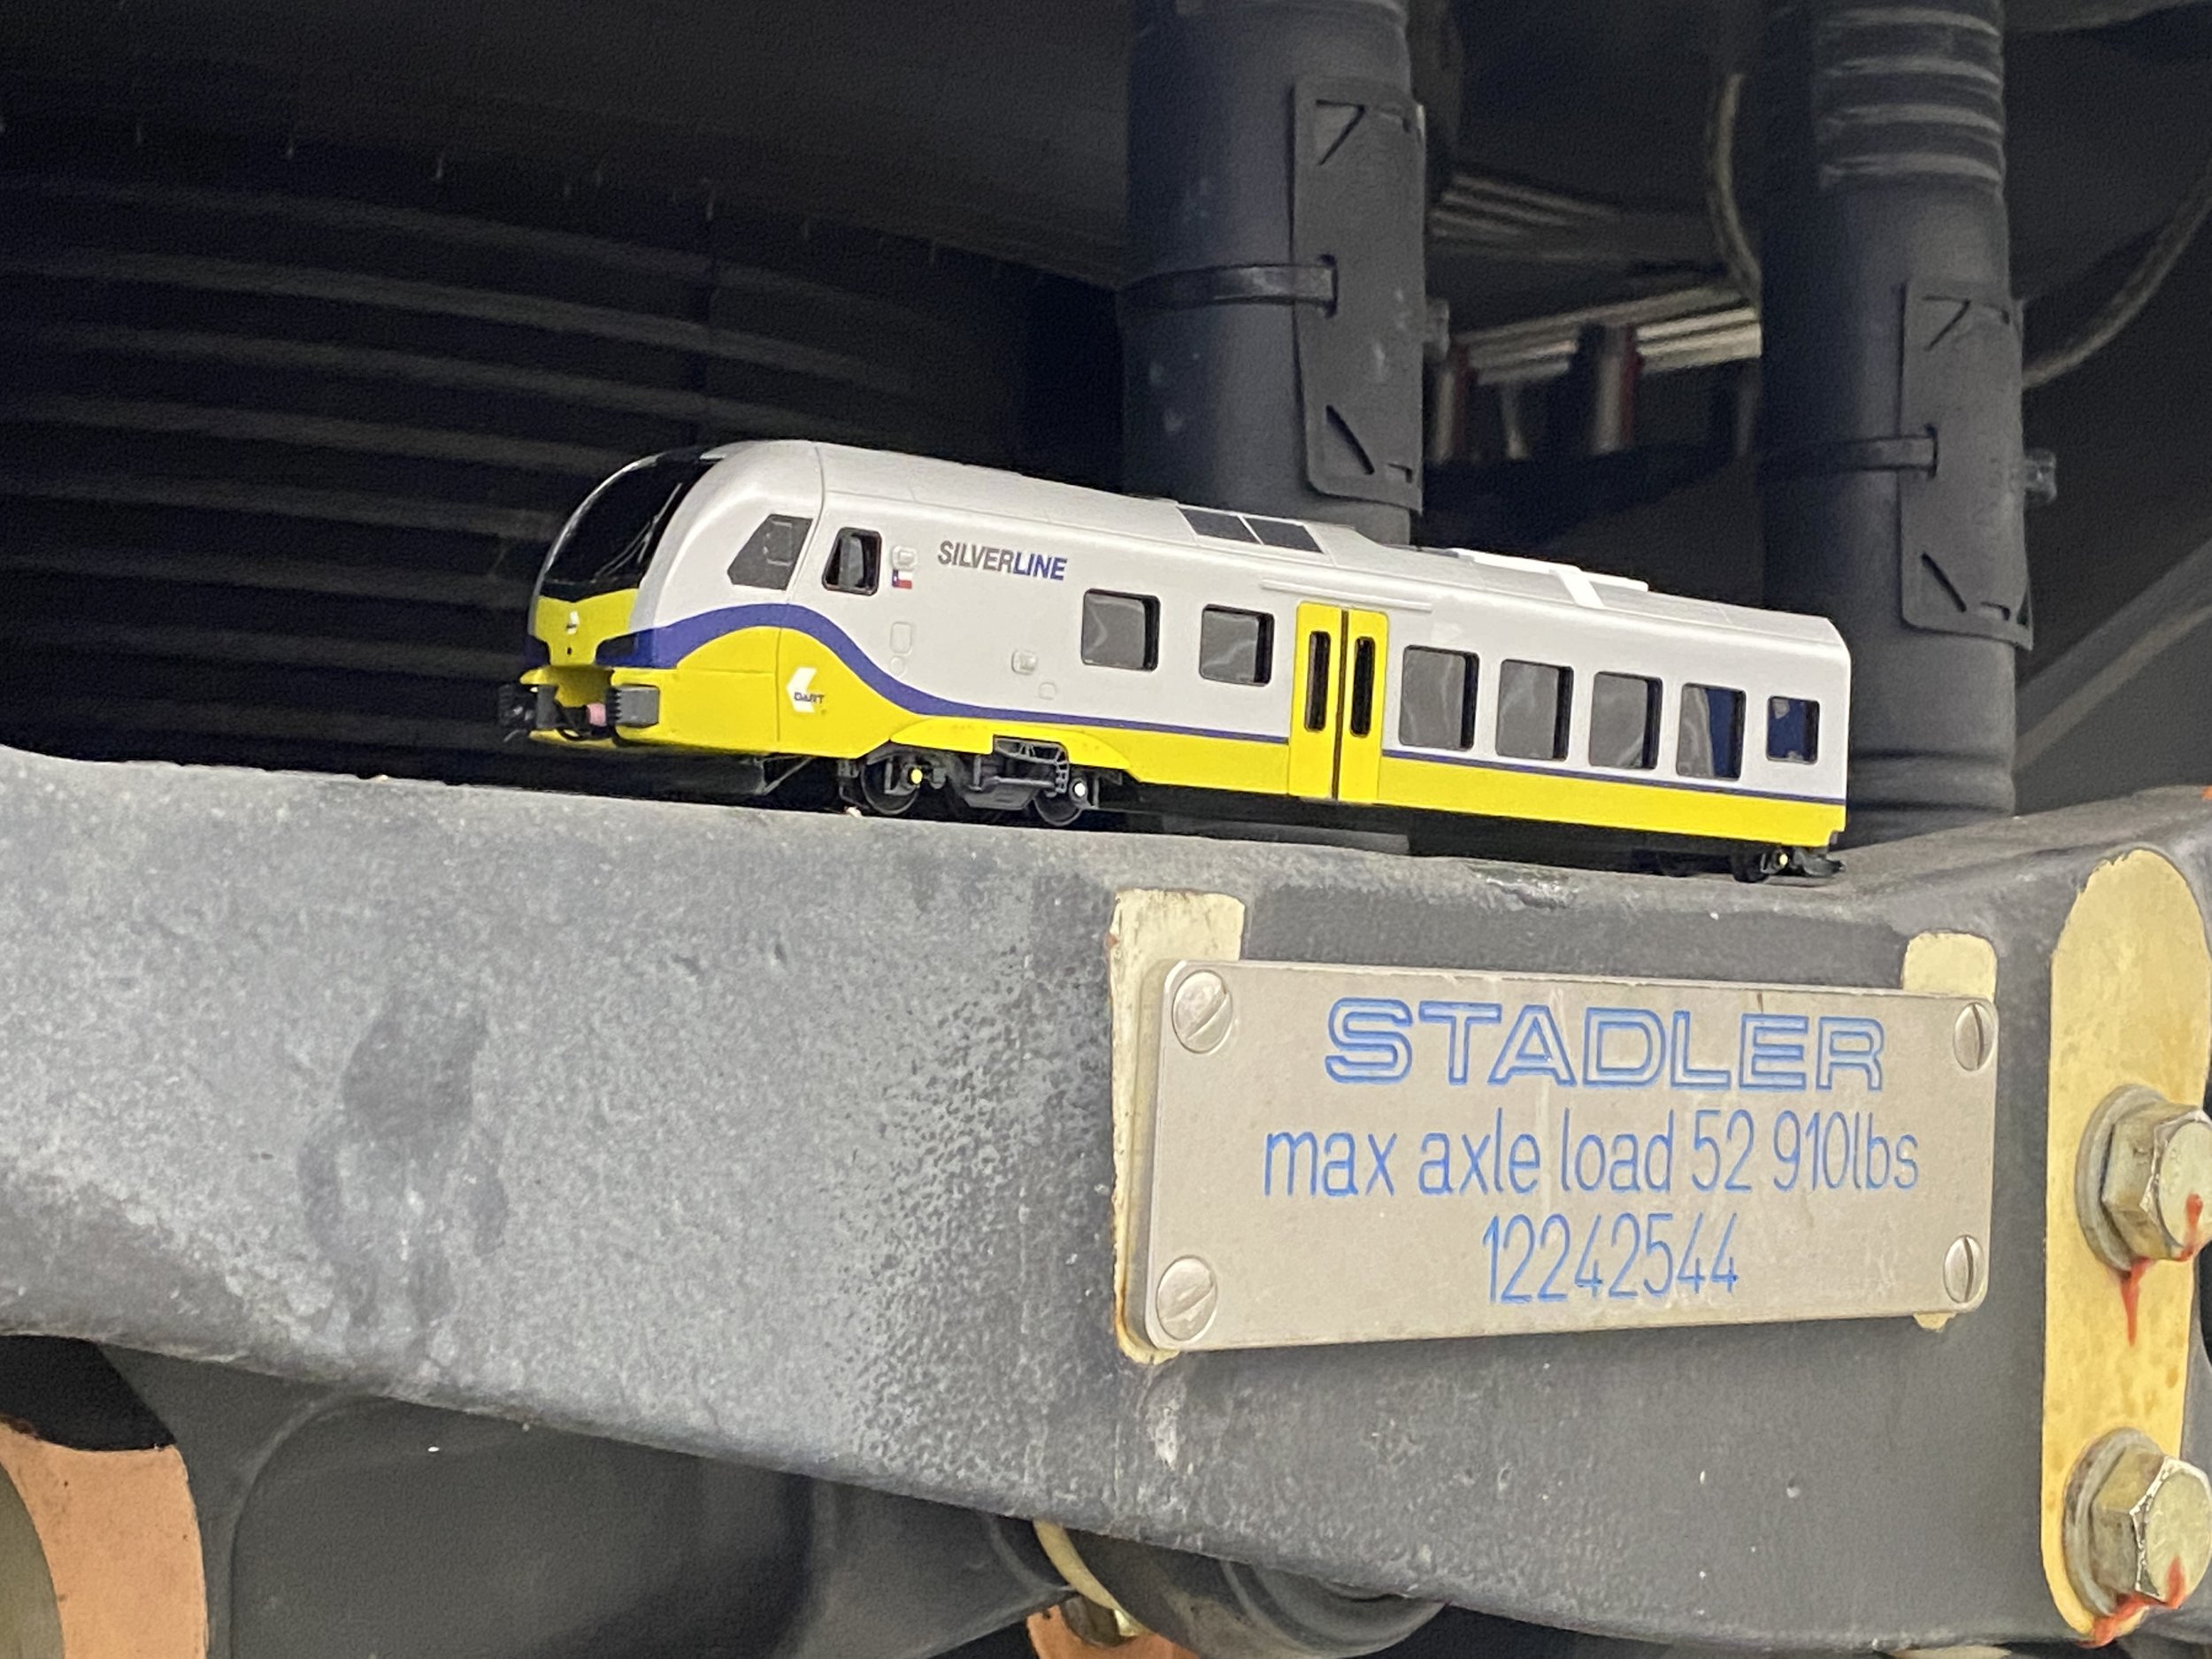 SILVERLINE
DART
STADLER
max axle load 52 910lbs
12242544